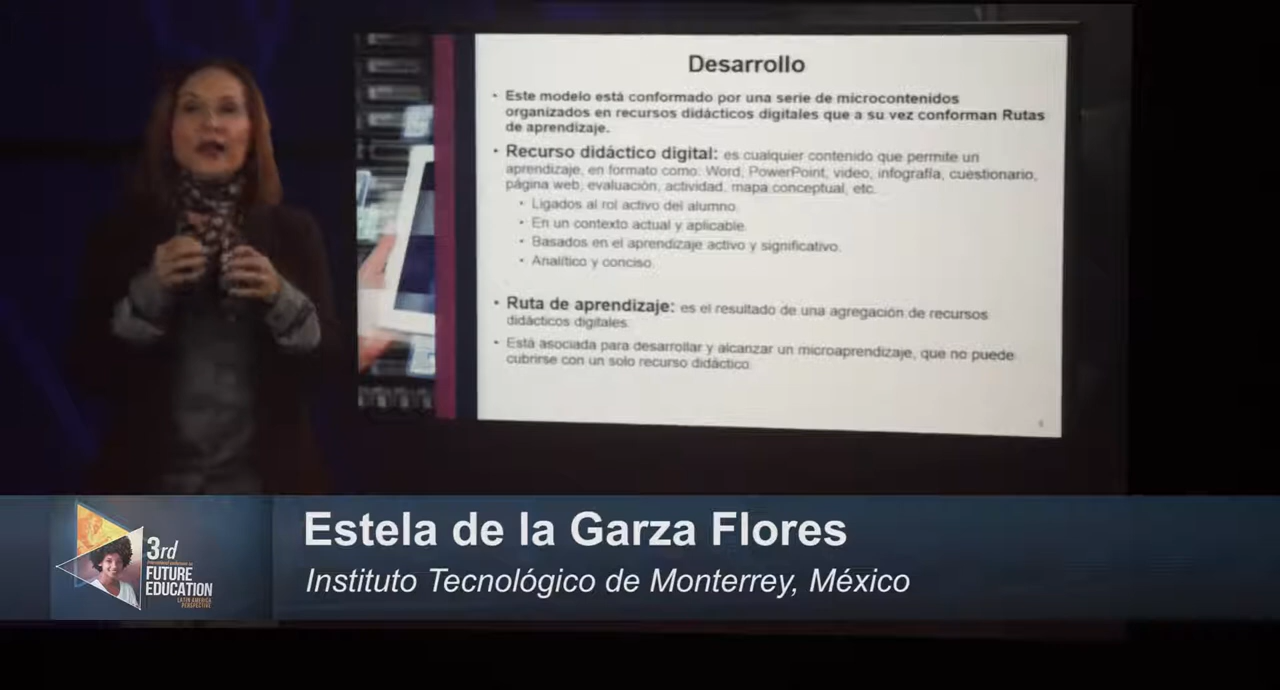 Desarrollo
• Este modelo está conformado por una serie de microcontenidos
organizados en recursos didácticos digitales que a su vez conforman Rutas
de aprendizaje.
• Recurso didáctico digital: es cualquier contenido que permite un
aprendizaje, en formato como: Word, PowerPoint, video, infografía, cuestionario,
página web, evaluación, actividad, mapa conceptual, etc.
• Ligados al rol activo del alumno.
• En un contexto actual y aplicable.
• Basados en el aprendizaje activo y significativo.
• Analítico y conciso.
• Ruta de aprendizaje: es el resultado de una agregación de recursos
didácticos digitales.
• Está asociada para desarrollar y alcanzar un microaprendizaje, que no puede
cubrirse con un solo recurso didáctico.
Estela de la Garza Flores
Instituto Tecnológico de Monterrey, México
3rd
FUTURE
EDUCATION
LATIN AMERICA
PERSPECTIVE